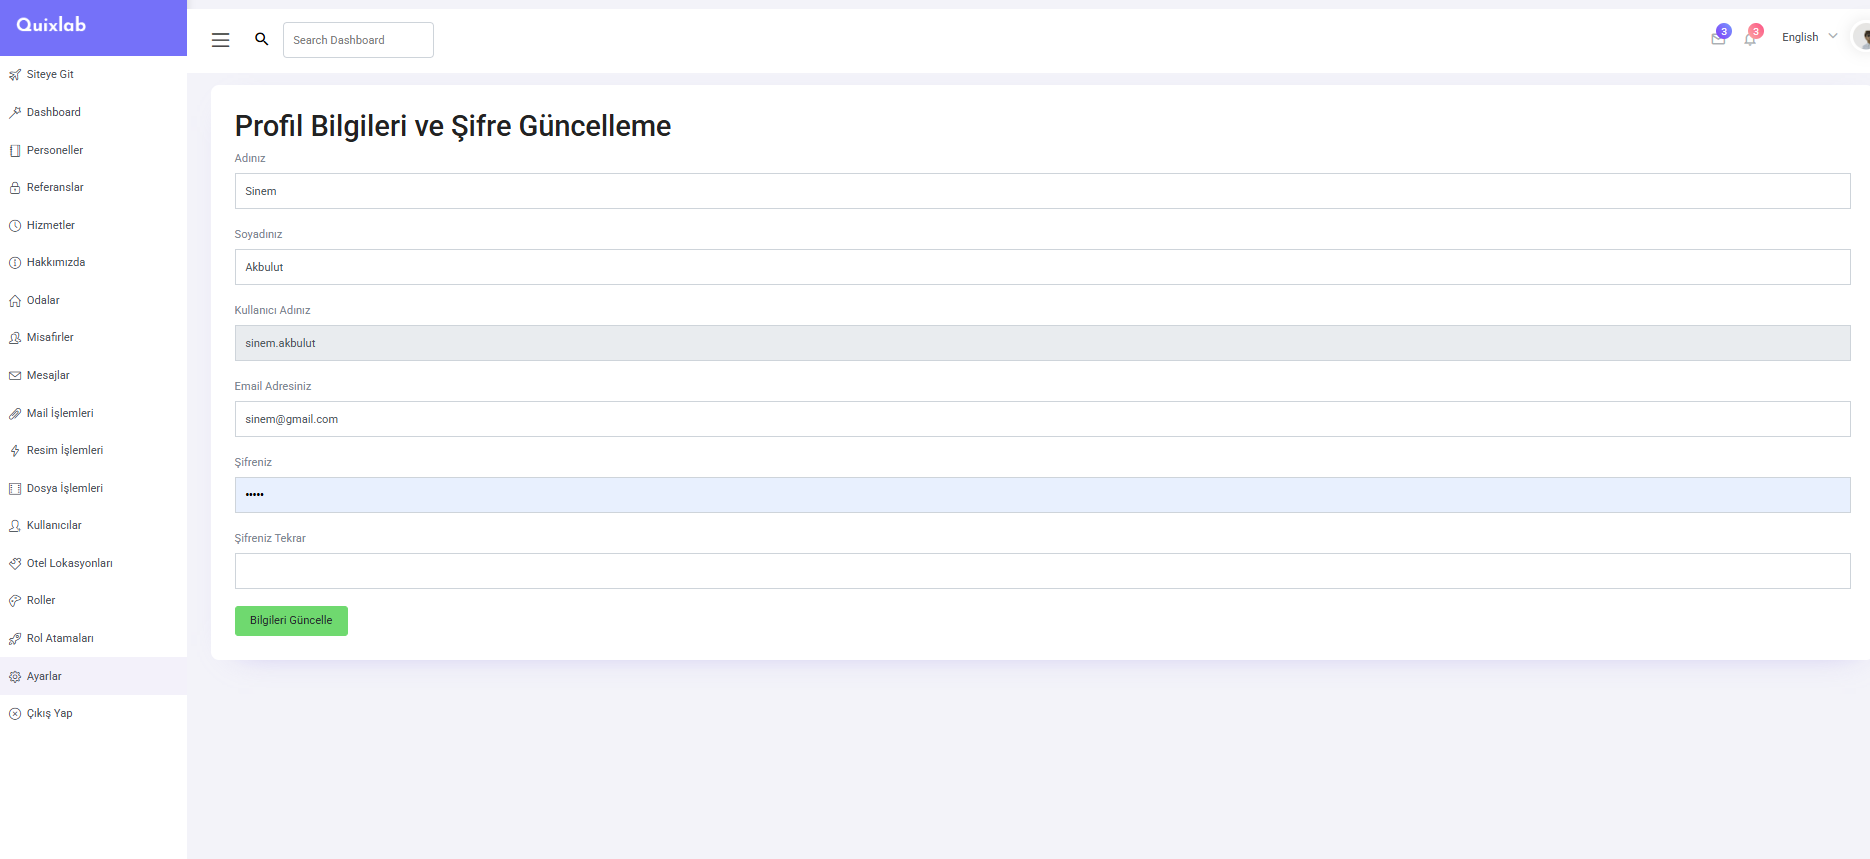 Quixlab
Siteye Git
Dashboard
Personeller
Referanslar
Hizmetler
Hakkımızda
Odalar
Misafirler
Mesajlar
Mail İşlemleri
Resim İşlemleri
Dosya İşlemleri
Kullanıcılar
Otel Lokasyonları
Roller
Rol Atamaları
Ayarlar
Çıkış Yap
Search Dashboard
3
3
English
Profil Bilgileri ve Şifre Güncelleme
Adınız
Sinem
Soyadınız
Akbulut
Kullanıcı Adınız
sinem.akbulut
Email Adresiniz
sinem@gmail.com
Şifreniz
•••••
Şifreniz Tekrar
Bilgileri Güncelle